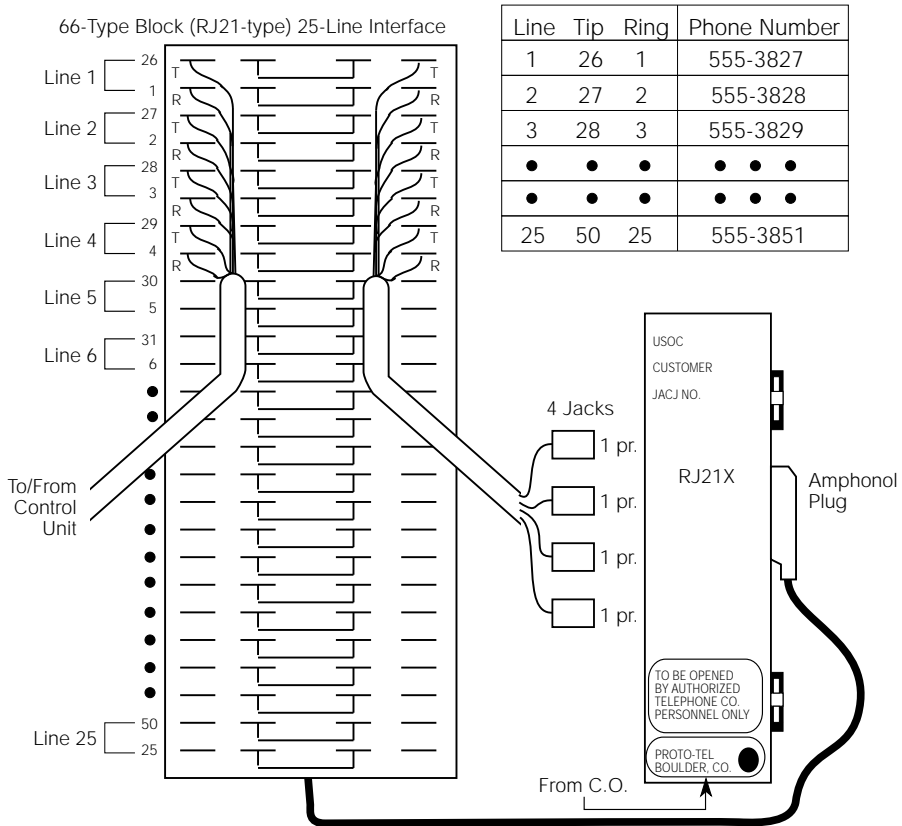 66-Type Block (RJ21-type) 25-Line Interface
Line Tip Ring Phone Number
1 26 1 555-3827
2 27 2 555-3828
3 28 3 555-3829
25 50 25 555-3851
Line 1
26
1
T
R
T
R
Line 2
27
2
T
R
T
R
Line 3
28
3
T
R
T
R
Line 4
29
4
T
R
T
R
Line 5
30
5
Line 6
31
6
To/From
Control
Unit
Line 25
50
25
4 Jacks
1 pr.
1 pr.
1 pr.
1 pr.
USOC
CUSTOMER
JACJ NO.
RJ21X
Amphonol
Plug
TO BE OPENED
BY AUTHORIZED
TELEPHONE CO.
PERSONNEL ONLY
PROTO-TEL
BOULDER, CO.
From C.O.